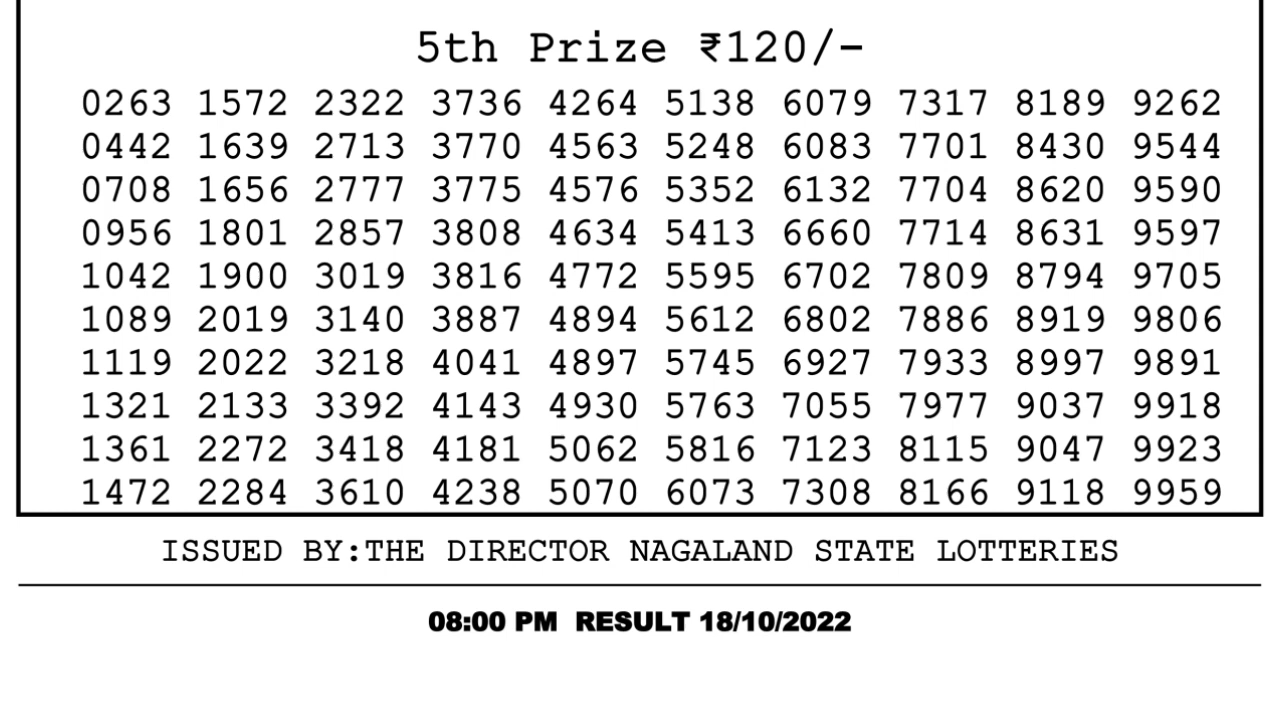 5th Prize ₹120/-
0263 1572 2322 3736 4264 5138 6079 7317 8189 9262
0442 1639 2713 3770 4563 5248 6083 7701 8430 9544
0708 1656 2777 3775 4576 5352 6132 7704 8620 9590
0956 1801 2857 3808 4634 5413 6660 7714 8631 9597
1042 1900 3019 3816 4772 5595 6702 7809 8794 9705
1089 2019 3140 3887 4894 5612 6802 7886 8919 9806
1119 2022 3218 4041 4897 5745 6927 7933 8997 9891
1321 2133 3392 4143 4930 5763 7055 7977 9037 9918
1361 2272 3418 4181 5062 5816 7123 8115 9047 9923
1472 2284 3610 4238 5070 6073 7308 8166 9118 9959
ISSUED BY:THE DIRECTOR NAGALAND STATE LOTTERIES
08:00 PM RESULT 18/10/2022